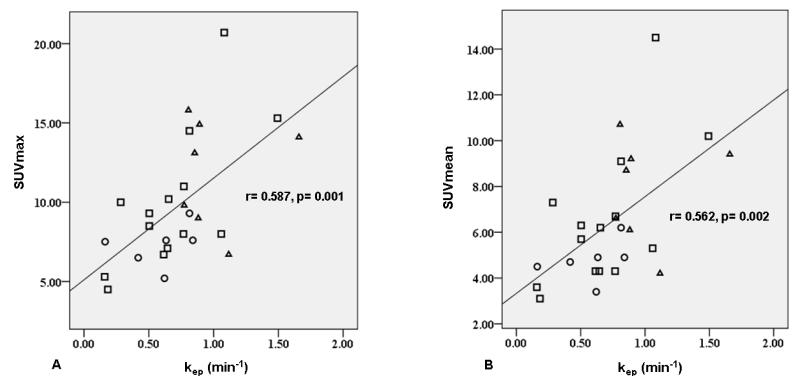 SUVmax
20.00
15.00
10.00
5.00
r= 0.587, p= 0.001
0.00 0.50 1.00 1.50 2.00
A
kep (min-1)
SUVmean
14.00
12.00
10.00
8.00
6.00
4.00
2.00
r= 0.562, p= 0.002
0.00 0.50 1.00 1.50 2.00
B
kep (min-1)